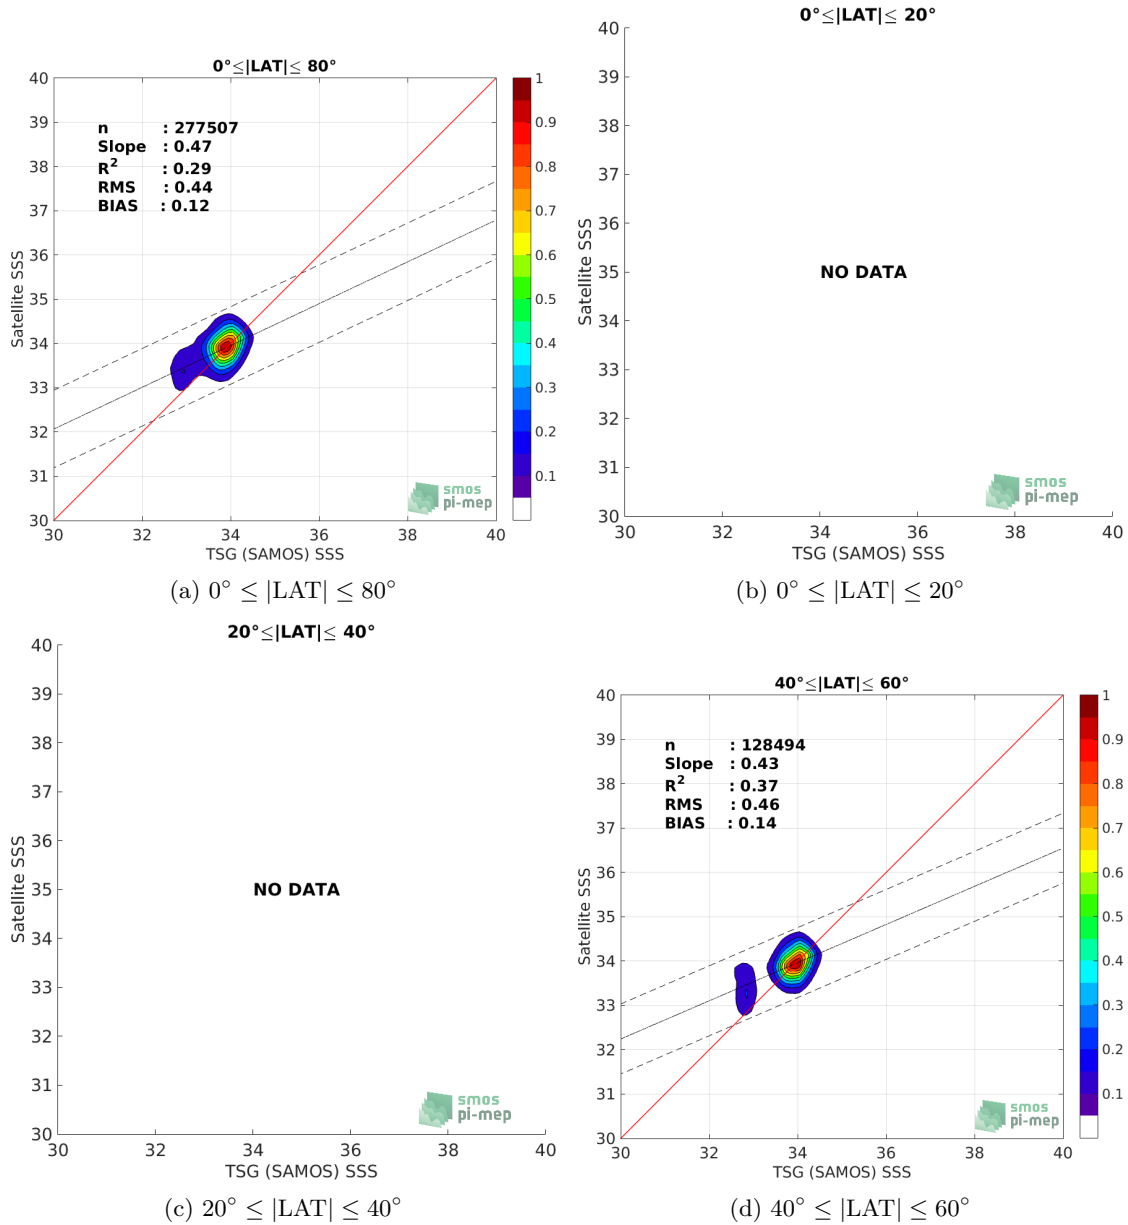 0°≤|LAT|≤ 80°
40
39
38
37
36
35
34
33
32
31
30
Satellite SSS
n : 277507
Slope : 0.47
R² : 0.29
RMS : 0.44
BIAS : 0.12
1
0.9
0.8
0.7
0.6
0.5
0.4
0.3
0.2
0.1
smos
pi-mep
30 32 34 36 38 40
TSG (SAMOS) SSS
(a) 0° ≤ |LAT| ≤ 80°
0°≤|LAT|≤ 20°
40
39
38
37
36
35
34
33
32
31
30
Satellite SSS
NO DATA
smos
pi-mep
30 32 34 36 38 40
TSG (SAMOS) SSS
(b) 0° ≤ |LAT| ≤ 20°
20°≤|LAT|≤ 40°
40
39
38
37
36
35
34
33
32
31
30
Satellite SSS
NO DATA
smos
pi-mep
30 32 34 36 38 40
TSG (SAMOS) SSS
(c) 20° ≤ |LAT| ≤ 40°
40°≤|LAT|≤ 60°
40
39
38
37
36
35
34
33
32
31
30
Satellite SSS
n : 128494
Slope : 0.43
R² : 0.37
RMS : 0.46
BIAS : 0.14
1
0.9
0.8
0.7
0.6
0.5
0.4
0.3
0.2
0.1
smos
pi-mep
30 32 34 36 38 40
TSG (SAMOS) SSS
(d) 40° ≤ |LAT| ≤ 60°